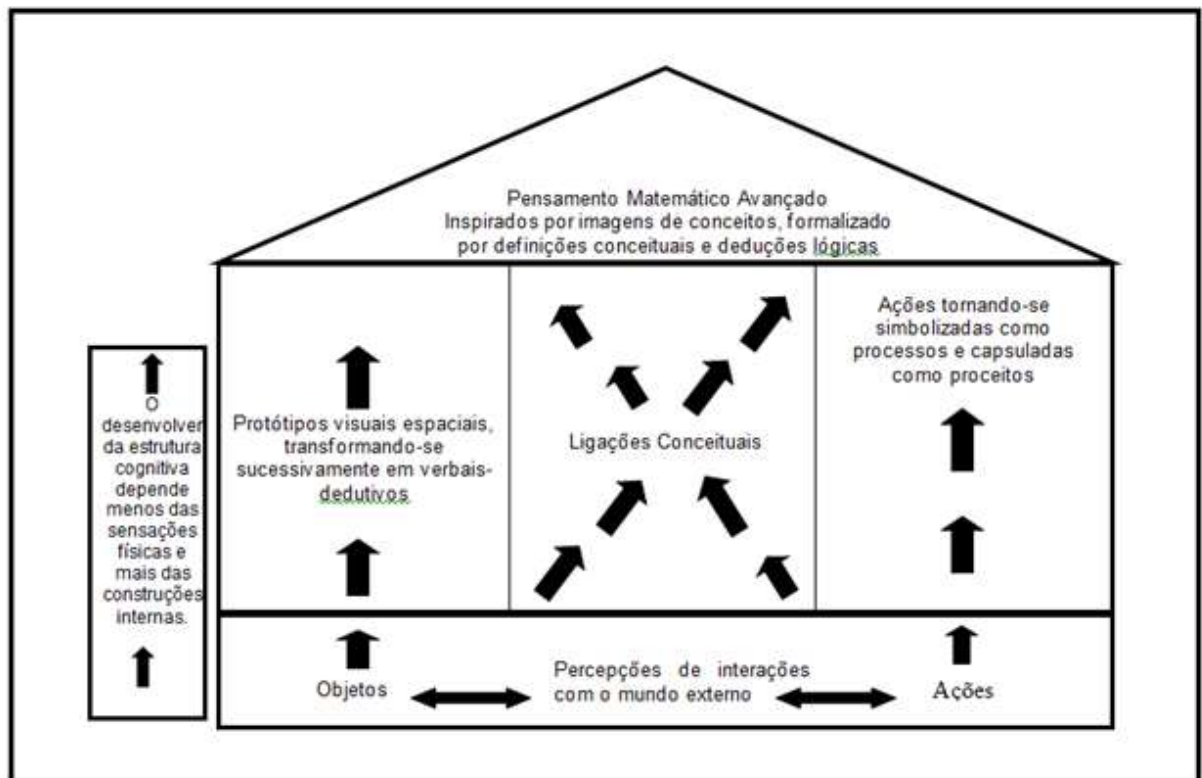 Pensamento Matemático Avançado
Inspirados por imagens de conceitos, formalizado
por definições conceituais e deduções lógicas
Ações tornando-se
simbolizadas como
processos e capsuladas
como proceitos
Protótipos visuais espaciais,
transformando-se
sucessivamente em verbais-
dedutivos
Ligações Conceituais
O
desenvolver
da estrutura
cognitiva
depende
menos das
sensações
físicas e
mais das
construções
internas.
Objetos
Percepções de interações
com o mundo externo
Ações